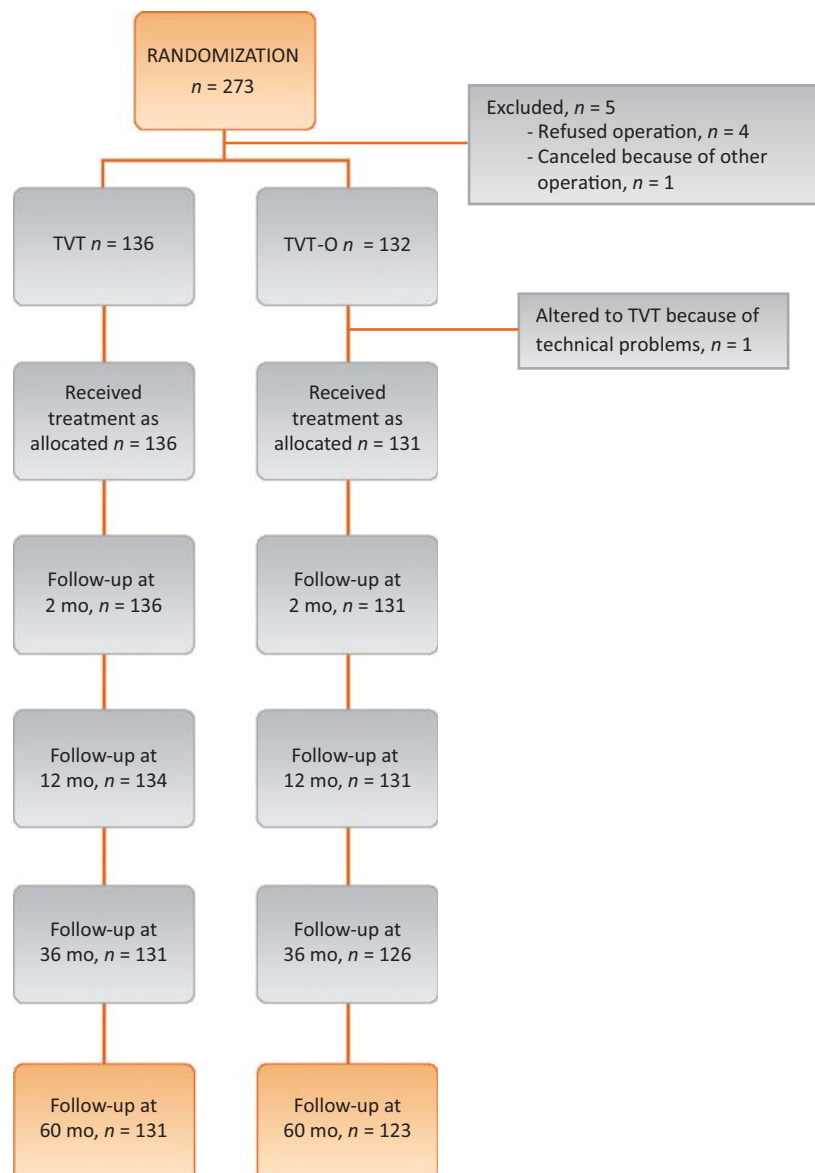 RANDOMIZATION
n = 273
Excluded, n = 5
- Refused operation, n = 4
- Canceled because of other
operation, n = 1
TVT n = 136
TVT-O n = 132
Altered to TVT because of
technical problems, n = 1
Received
treatment as
allocated n = 136
Received
treatment as
allocated n = 131
Follow-up at
2 mo, n = 136
Follow-up at
2 mo, n = 131
Follow-up at
12 mo, n = 134
Follow-up at
12 mo, n = 131
Follow-up at
36 mo, n = 131
Follow-up at
36 mo, n = 126
Follow-up at
60 mo, n = 131
Follow-up at
60 mo, n = 123